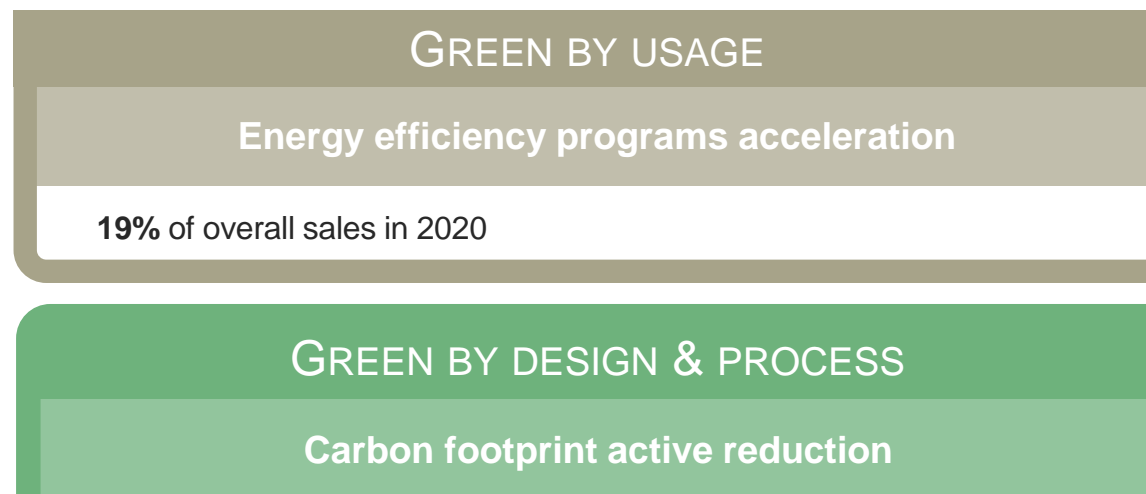 GREEN BY USAGE
Energy efficiency programs acceleration
19% of overall sales in 2020
GREEN BY DESIGN & PROCESS
Carbon footprint active reduction